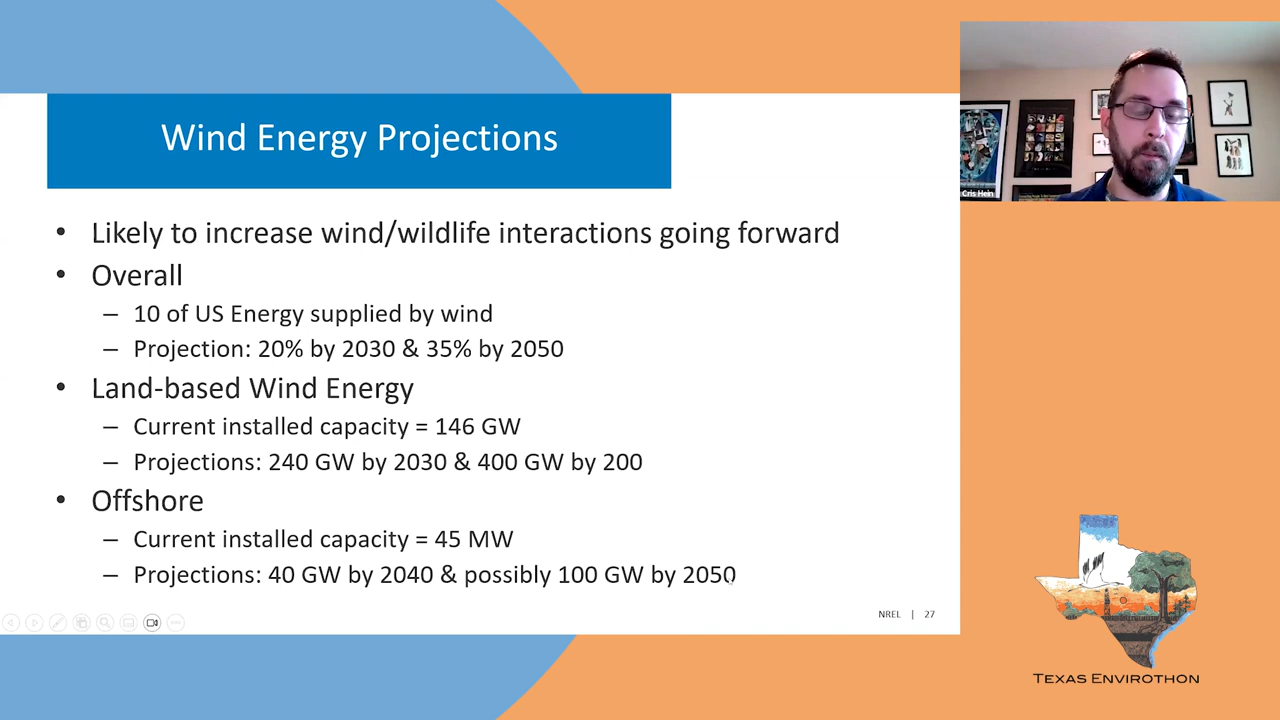 Wind Energy Projections
• Likely to increase wind/wildlife interactions going forward
• Overall
– 10 of US Energy supplied by wind
– Projection: 20% by 2030 & 35% by 2050
• Land-based Wind Energy
– Current installed capacity = 146 GW
– Projections: 240 GW by 2030 & 400 GW by 200
• Offshore
– Current installed capacity = 45 MW
– Projections: 40 GW by 2040 & possibly 100 GW by 2050
NREL | 27
Cris Hein
TEXAS ENVIROTHON